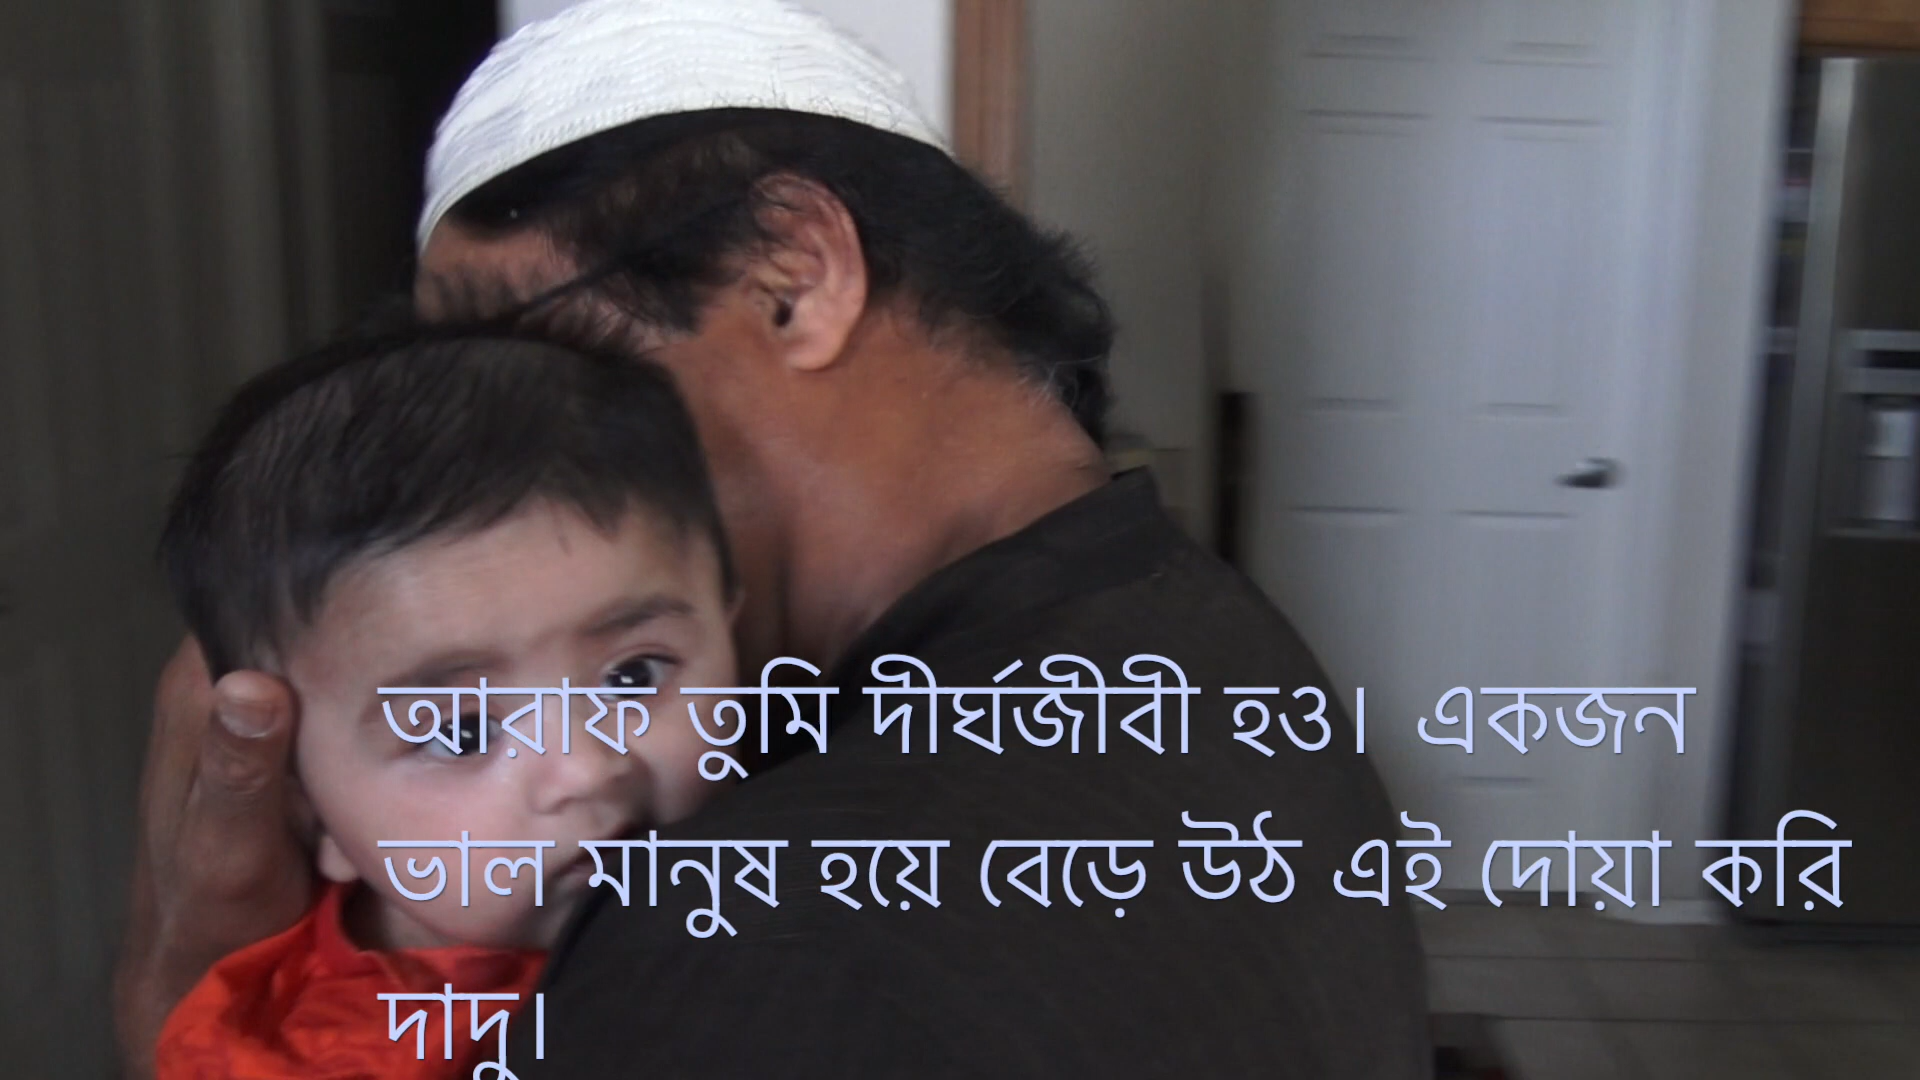 আরাফ তুমি দীর্ঘজীবী হও। একজন
ভাল মানুষ হয়ে বেড়ে উঠ এই দোয়া করি
দাদু।